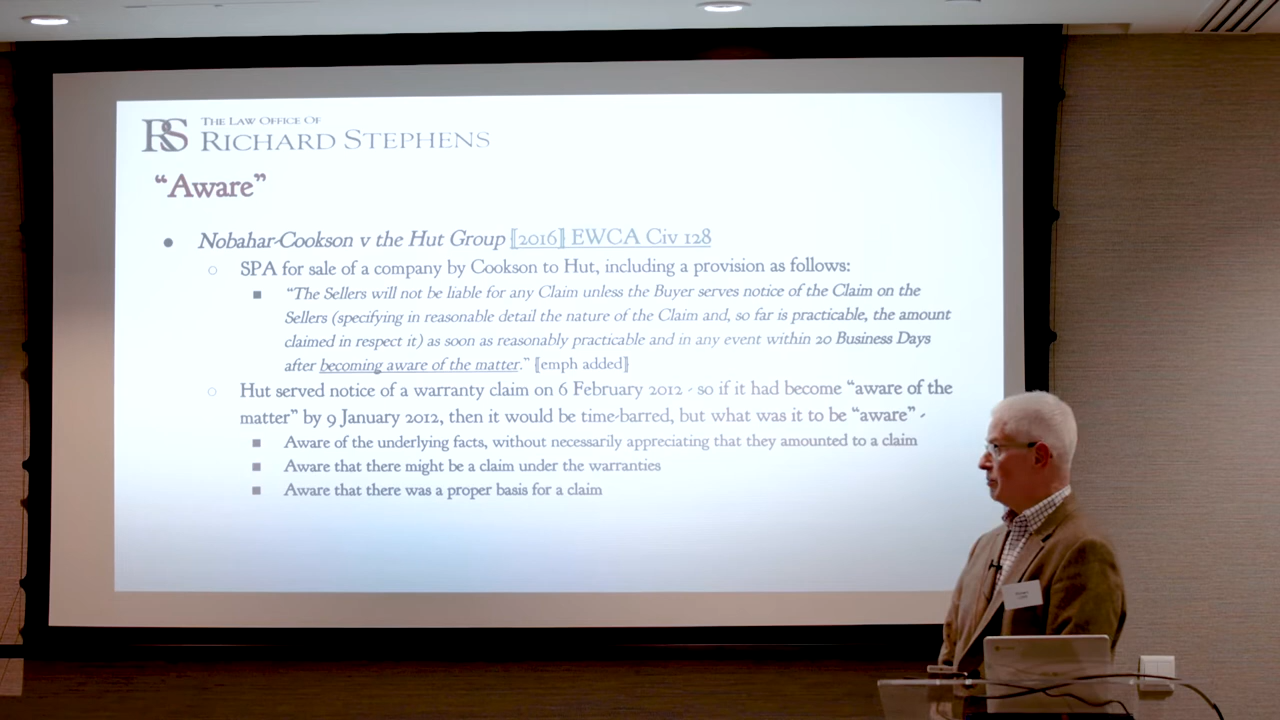 RS THE LAW OFFICE OF
RICHARD STEPHENS
“Aware”
● Nobahar-Cookson v the Hut Group [2016] EWCA Civ 128
○ SPA for sale of a company by Cookson to Hut, including a provision as follows:
■ “The Sellers will not be liable for any Claim unless the Buyer serves notice of the Claim on the
Sellers (specifying in reasonable detail the nature of the Claim and, so far is practicable, the amount
claimed in respect it) as soon as reasonably practicable and in any event within 20 Business Days
after becoming aware of the matter.” [emph added]
○ Hut served notice of a warranty claim on 6 February 2012 - so if it had become “aware of the
matter” by 9 January 2012, then it would be time-barred, but what was it to be “aware” -
■ Aware of the underlying facts, without necessarily appreciating that they amounted to a claim
■ Aware that there might be a claim under the warranties
■ Aware that there was a proper basis for a claim